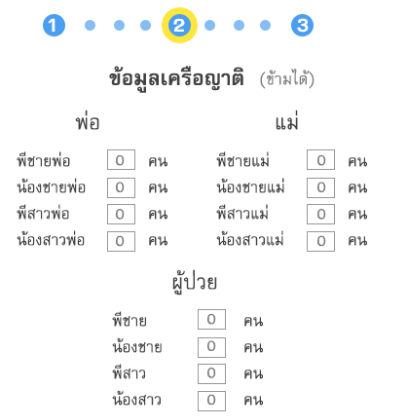 1 2 3
ข้อมูลเครือญาติ (ข้ามได้)
พ่อ แม่
พี่ชายพ่อ 0 คน พี่ชายแม่ 0 คน
น้องชายพ่อ 0 คน น้องชายแม่ 0 คน
พี่สาวพ่อ 0 คน พี่สาวแม่ 0 คน
น้องสาวพ่อ 0 คน น้องสาวแม่ 0 คน
ผู้ป่วย
พี่ชาย 0 คน
น้องชาย 0 คน
พี่สาว 0 คน
น้องสาว 0 คน